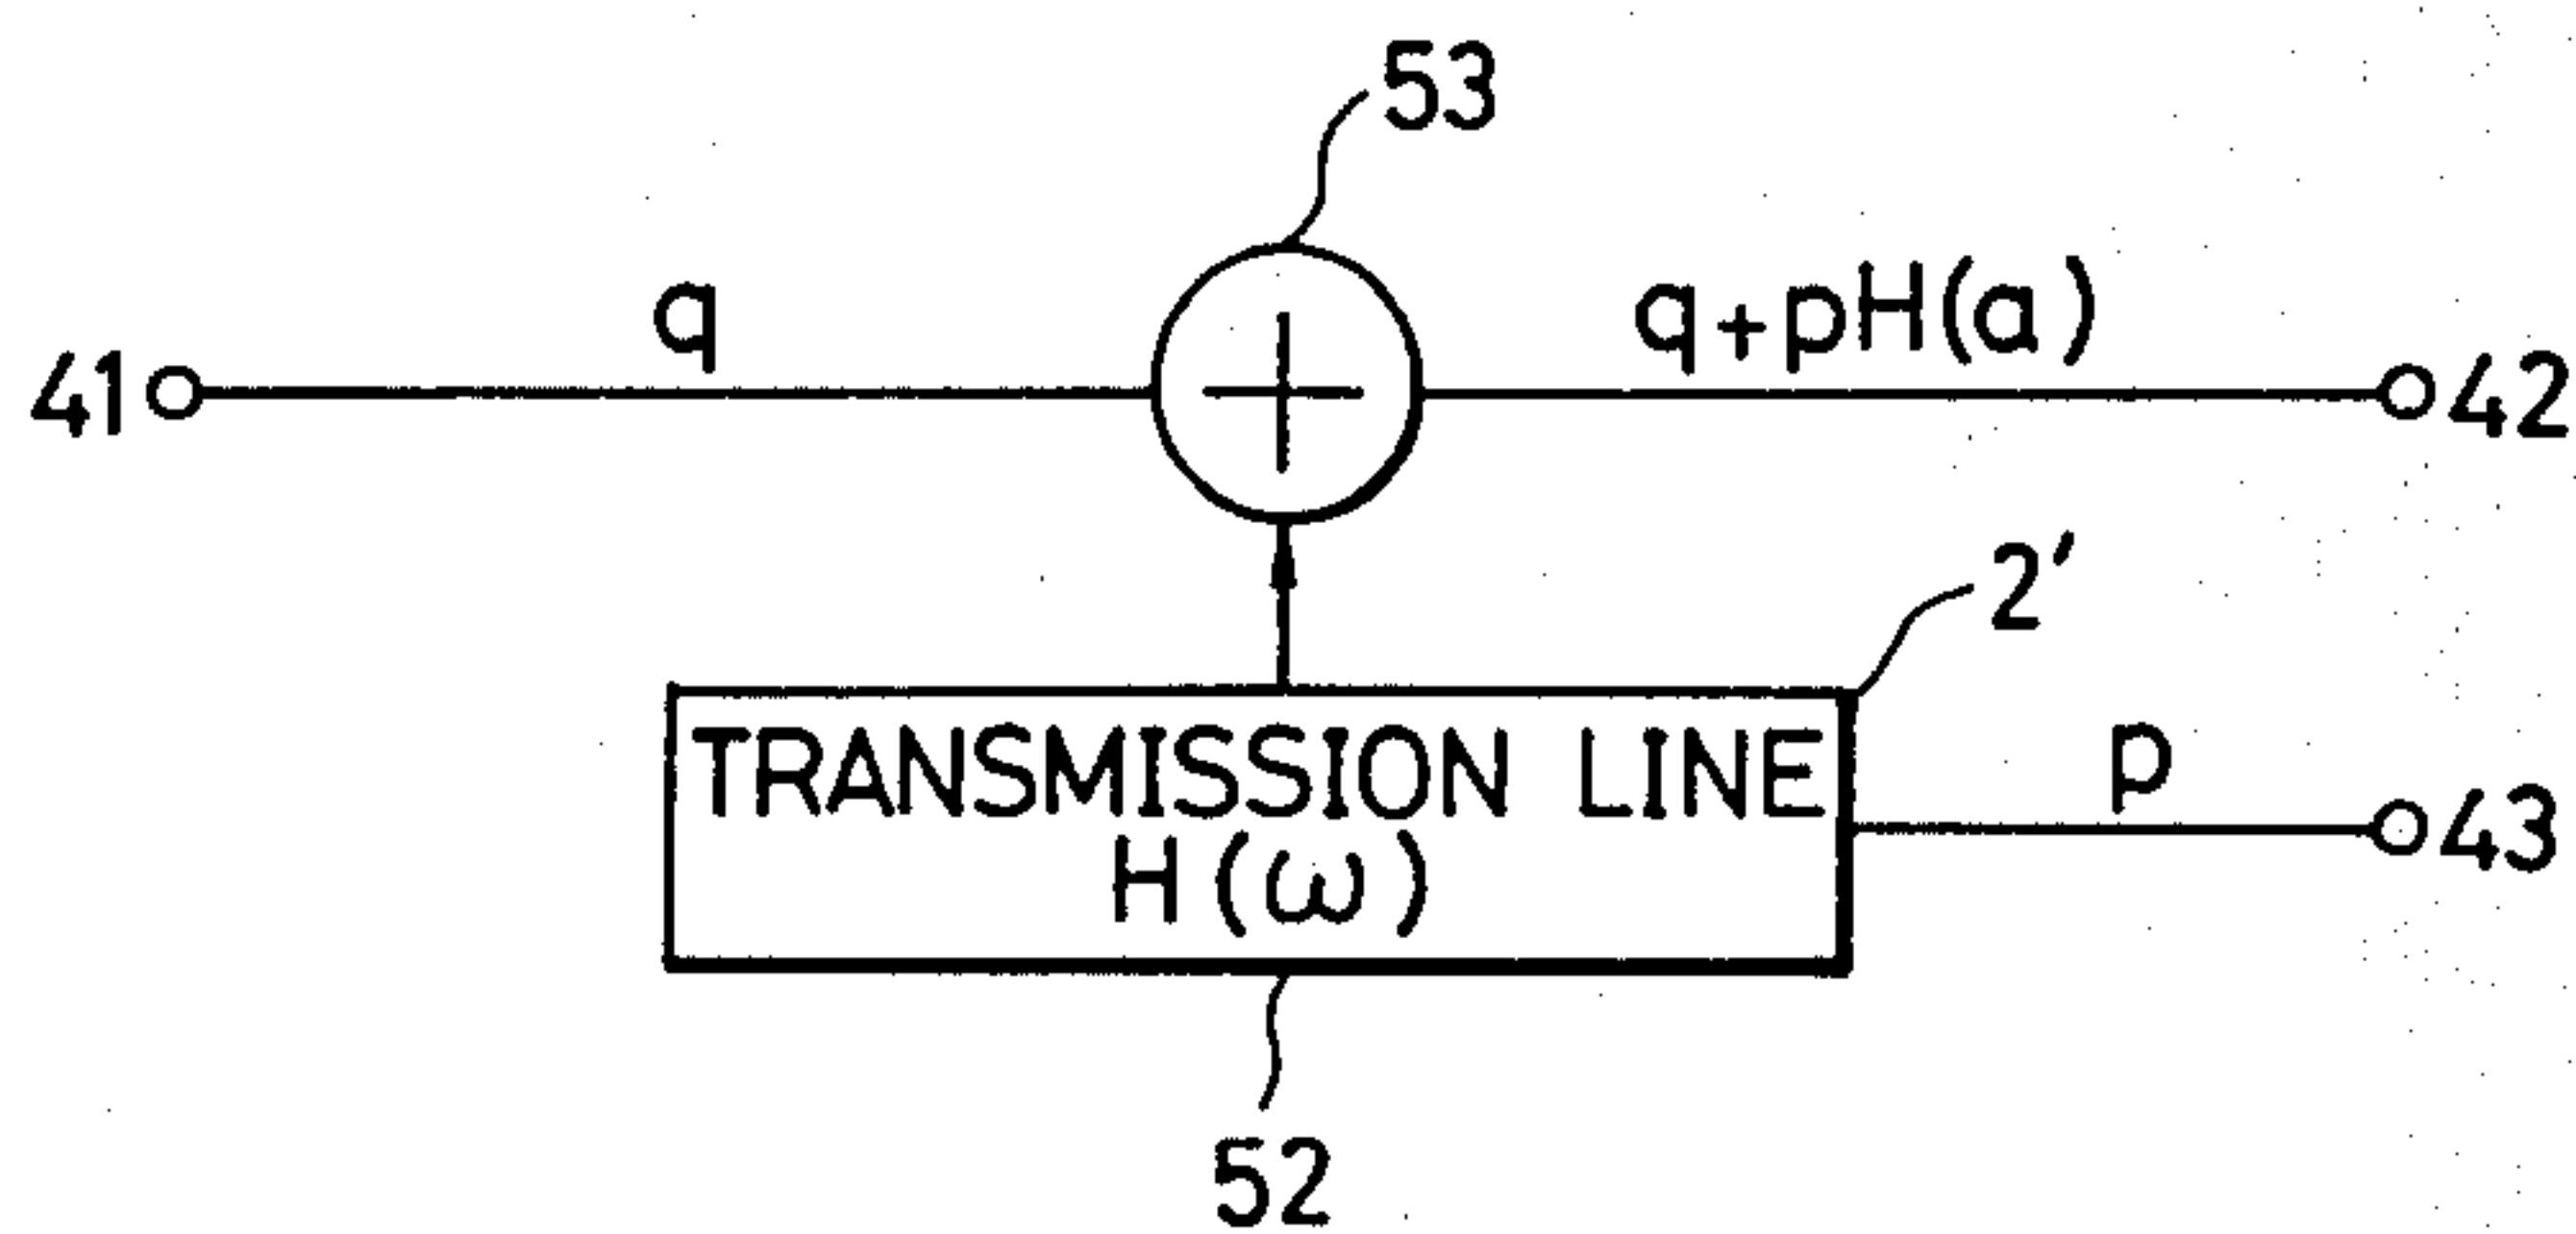 53
q
q+pH(a)
41
42
2'
TRANSMISSION LINE
H(ω)
p
43
52